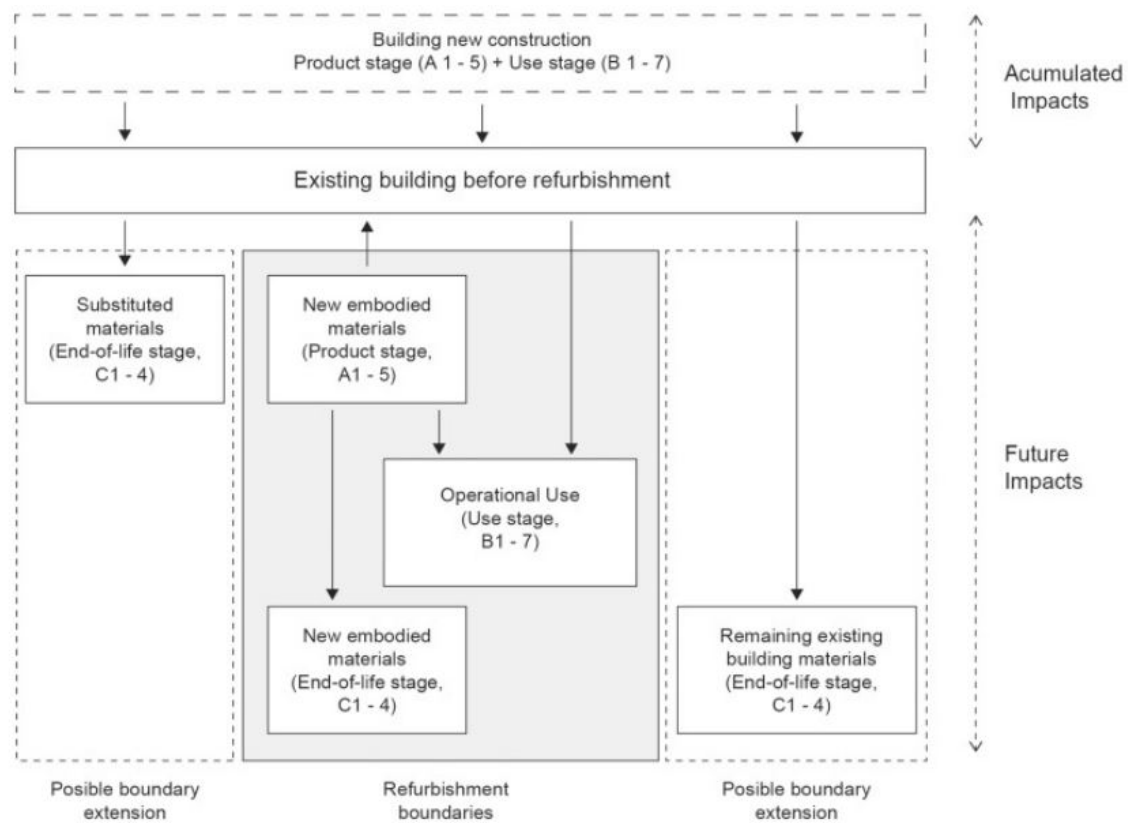 Building new construction
Product stage (A 1 - 5) + Use stage (B 1 - 7)
Acumulated
Impacts
Existing building before refurbishment
Substituted
materials
(End-of-life stage,
C1 - 4)
New embodied
materials
(Product stage,
A1 - 5)
Operational Use
(Use stage,
B1 - 7)
Future
Impacts
New embodied
materials
(End-of-life stage,
C1 - 4)
Remaining existing
building materials
(End-of-life stage,
C1 - 4)
Posible boundary
extension
Refurbishment
boundaries
Posible boundary
extension